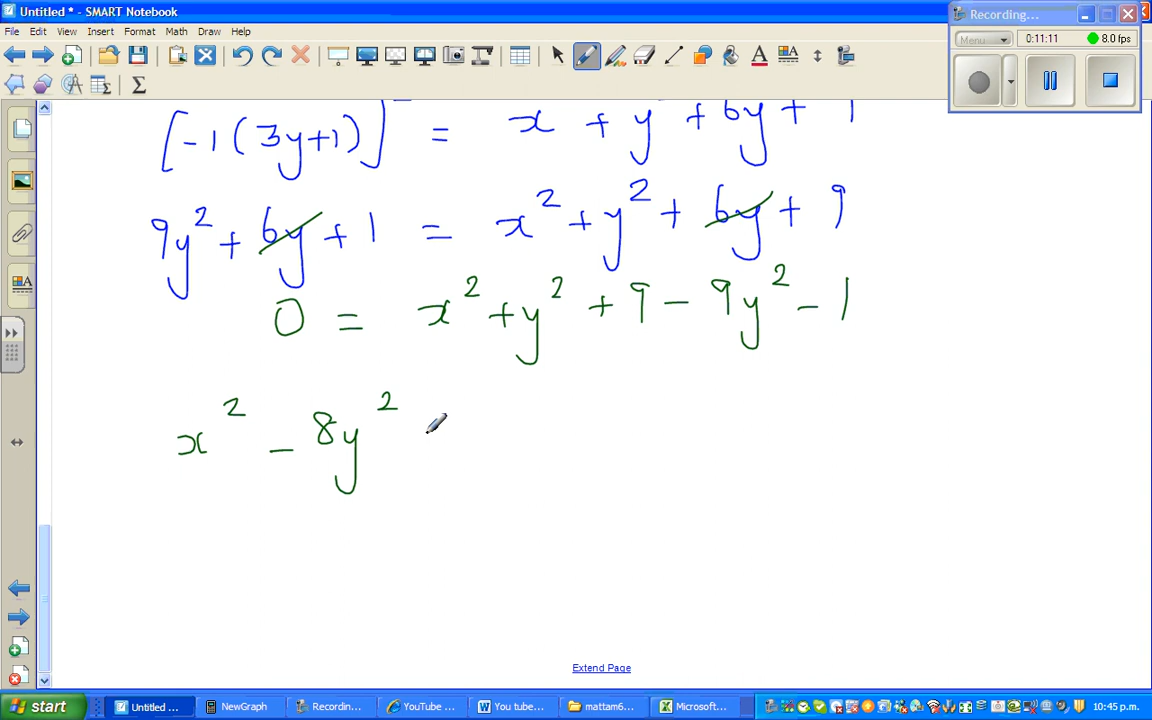 Untitled * - SMART Notebook
Recording...
File Edit View Insert Format Math Draw Help
Menu 0:11:11 8.0 fps
[-1(3y+1)] = x + y + 6y + 1
9y² + 6y + 1 = x² + y² + 6y + 9
0 = x² + y² + 9 - 9y² - 1
x² - 8y²
Extend Page
start Untitled ... NewGraph Recordin... YouTube ... You tube... mattam6... Microsoft... 10:45 p.m.